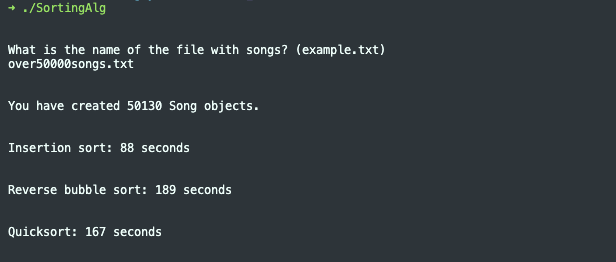 ➜ ./SortingAlg
What is the name of the file with songs? (example.txt)
over50000songs.txt
You have created 50130 Song objects.
Insertion sort: 88 seconds
Reverse bubble sort: 189 seconds
Quicksort: 167 seconds